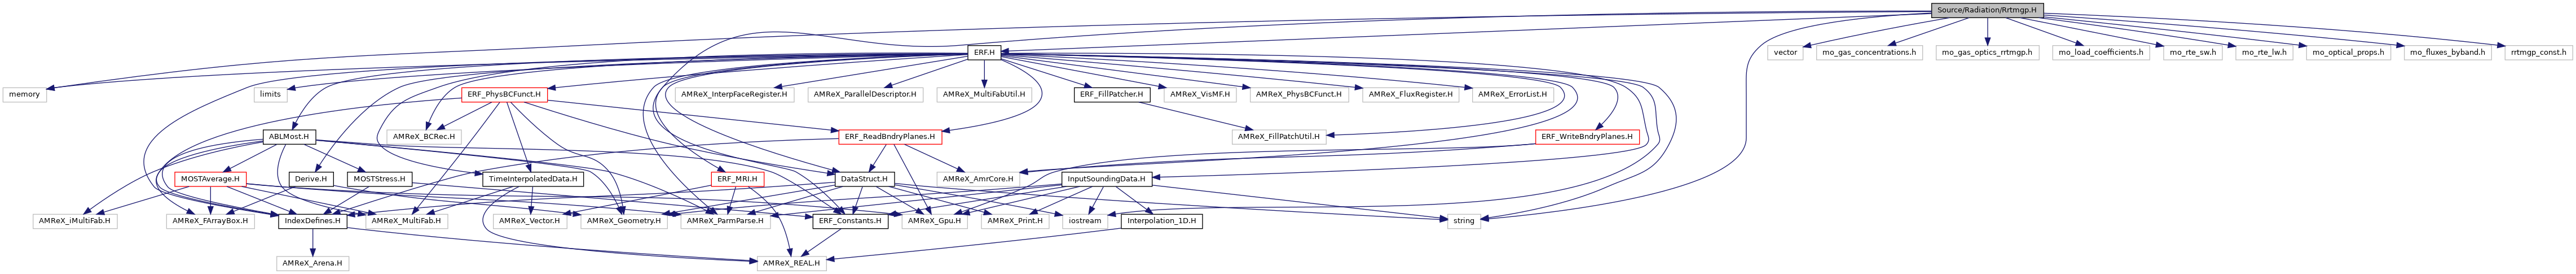 Source/Radiation/Rrtmgp.H
ERF.H
vector
mo_gas_concentrations.h
mo_gas_optics_rrtmgp.h
mo_load_coefficients.h
mo_rte_sw.h
mo_rte_lw.h
mo_optical_props.h
mo_fluxes_byband.h
rrtmgp_const.h
memory
limits
ERF_PhysBCFunct.H
AMReX_InterpFaceRegister.H
AMReX_ParallelDescriptor.H
AMReX_MultiFabUtil.H
ERF_FillPatcher.H
AMReX_VisMF.H
AMReX_PhysBCFunct.H
AMReX_FluxRegister.H
AMReX_ErrorList.H
ABLMost.H
AMReX_BCRec.H
ERF_ReadBndryPlanes.H
AMReX_FillPatchUtil.H
ERF_WriteBndryPlanes.H
MOSTAverage.H
Derive.H
MOSTStress.H
TimeInterpolatedData.H
ERF_MRI.H
DataStruct.H
AMReX_AmrCore.H
InputSoundingData.H
AMReX_iMultiFab.H
AMReX_FArrayBox.H
IndexDefines.H
AMReX_MultiFab.H
AMReX_Vector.H
AMReX_Geometry.H
AMReX_ParmParse.H
ERF_Constants.H
AMReX_Gpu.H
AMReX_Print.H
iostream
Interpolation_1D.H
string
AMReX_Arena.H
AMReX_REAL.H